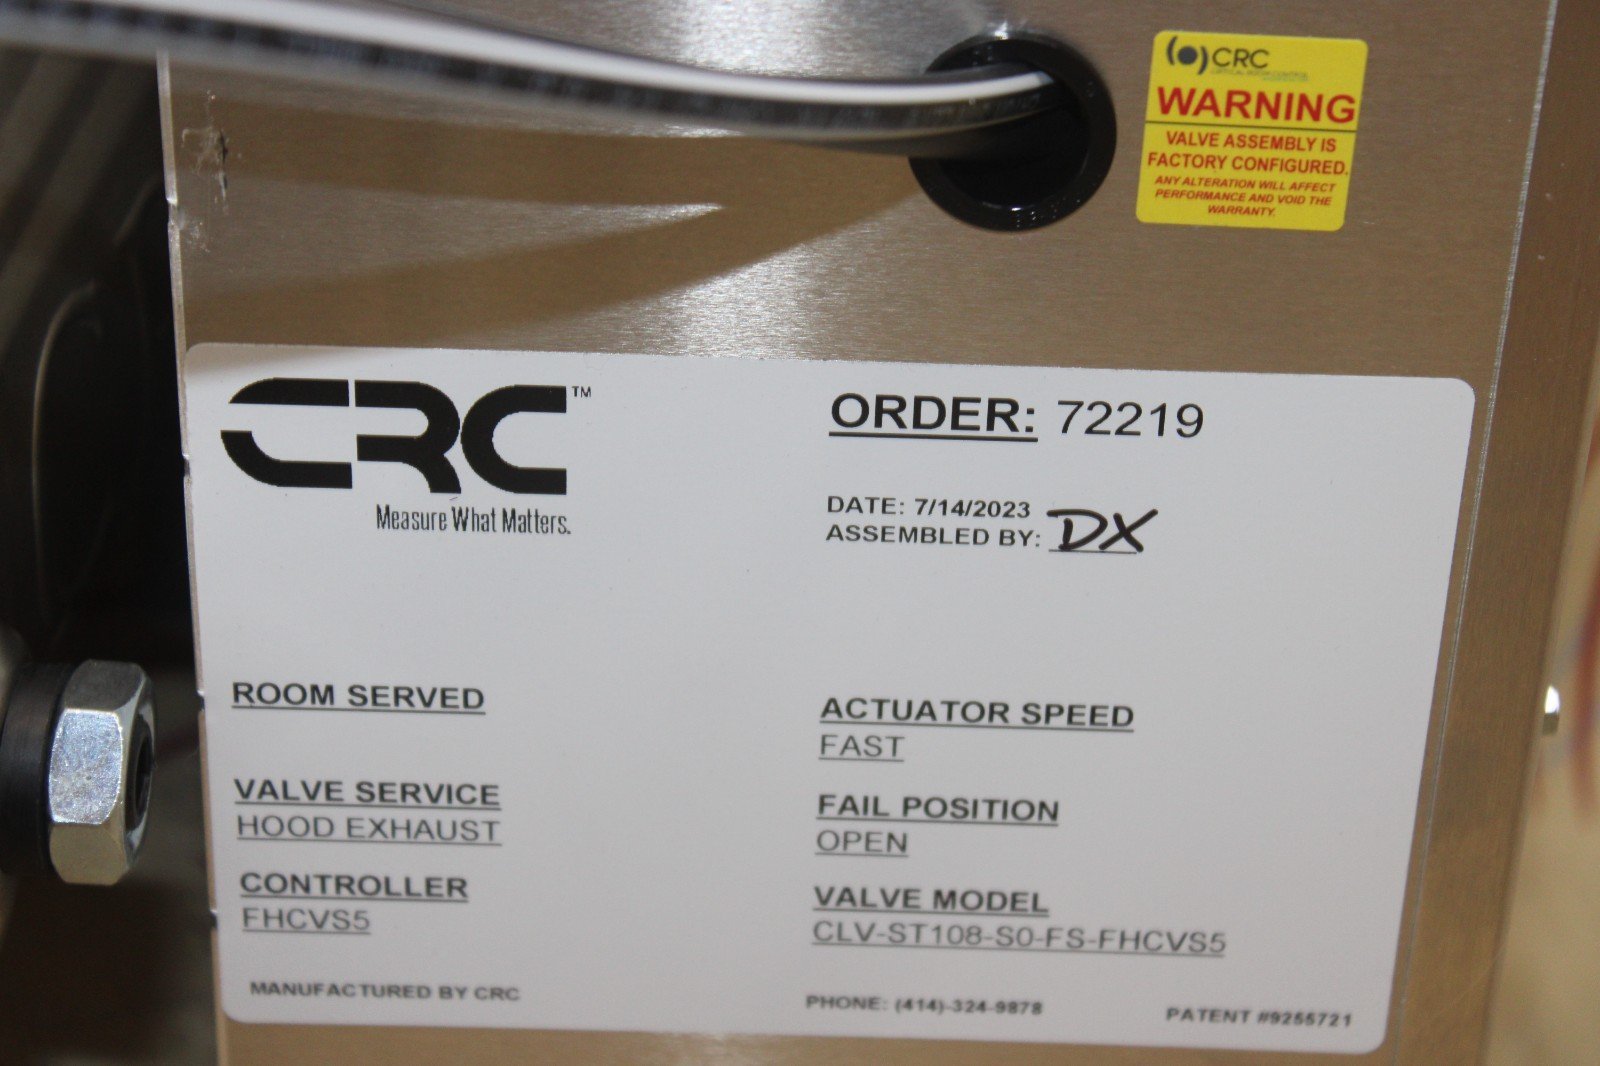 CRC
WARNING
VALVE ASSEMBLY IS
FACTORY CONFIGURED.
ANY ALTERATION WILL AFFECT
PERFORMANCE AND VOID THE
WARRANTY.
CRC™
Measure What Matters.
ORDER: 72219
DATE: 7/14/2023
ASSEMBLED BY: DX
ROOM SERVED
VALVE SERVICE
HOOD EXHAUST
CONTROLLER
FHCVS5
ACTUATOR SPEED
FAST
FAIL POSITION
OPEN
VALVE MODEL
CLV-ST108-S0-FS-FHCVS5
MANUFACTURED BY CRC
PHONE: (414)-324-9878
PATENT #9255721